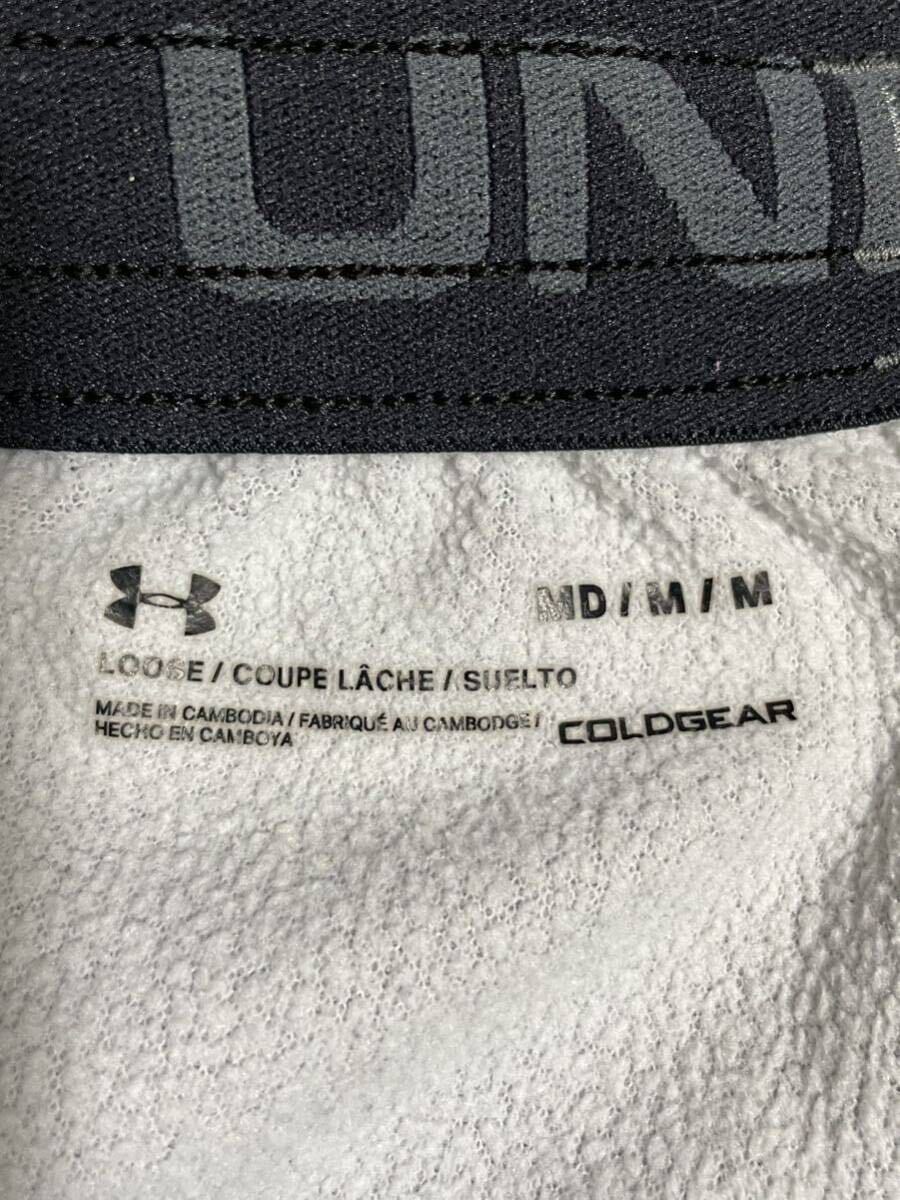 UN
MD / M / M
LOOSE / COUPE LÂCHE / SUELTO
MADE IN CAMBODIA / FABRIQUÉ AU CAMBODGE /
HECHO EN CAMBOYA
COLDGEAR